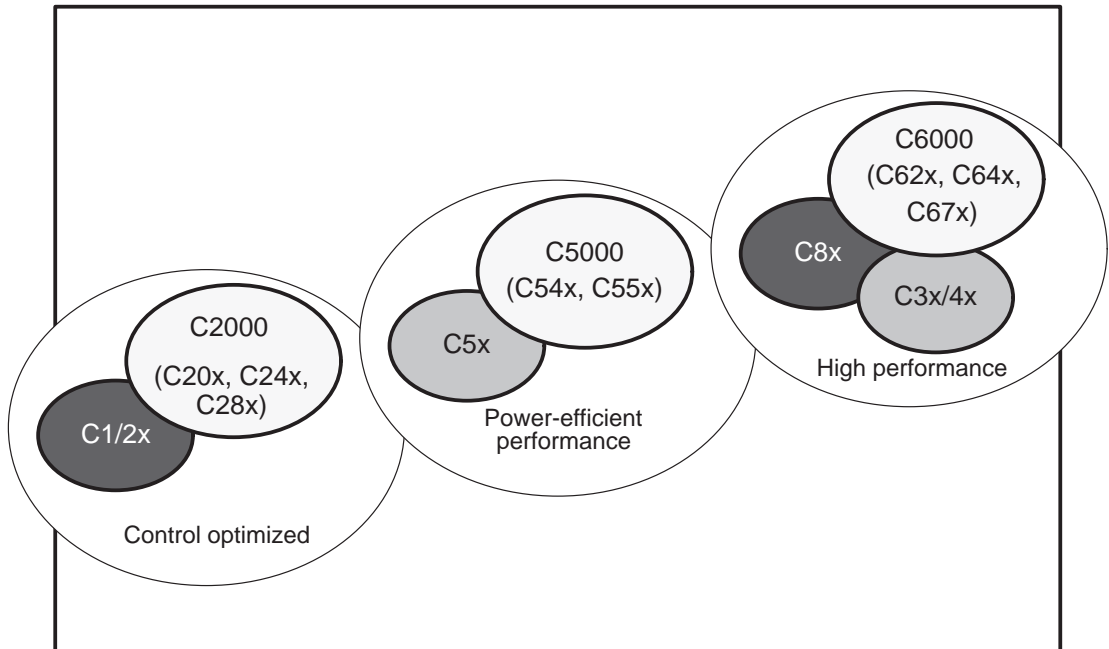 C6000
(C62x, C64x,
C67x)
C8x
C3x/4x
High performance
C5000
(C54x, C55x)
C5x
Power-efficient
performance
C2000
(C20x, C24x,
C28x)
C1/2x
Control optimized